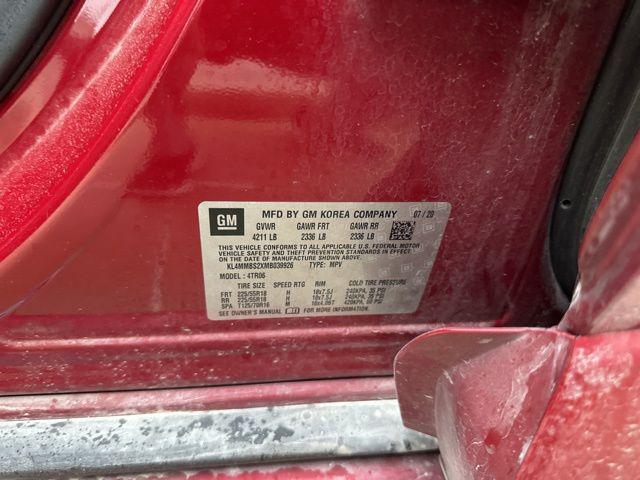 GM MFD BY GM KOREA COMPANY 07 / 20
GVWR GAWR FRT GAWR RR
4211 LB 2336 LB 2336 LB
THIS VEHICLE CONFORMS TO ALL APPLICABLE U.S. FEDERAL MOTOR
VEHICLE SAFETY AND THEFT PREVENTION STANDARDS IN EFFECT ON
THE DATE OF MANUFACTURE SHOWN ABOVE.
KL4MMBS2XMB039926 TYPE: MPV
MODEL: 4TR06
TIRE SIZE SPEED RTG RIM COLD TIRE PRESSURE
FRT 225/55R18 H 18x7.5J 240KPA, 35 PSI
RR 225/55R18 H 18x7.5J 240KPA, 35 PSI
SPA T125/70R16 M 16x4.00T 420KPA, 60 PSI
SEE OWNER'S MANUAL FOR MORE INFORMATION.